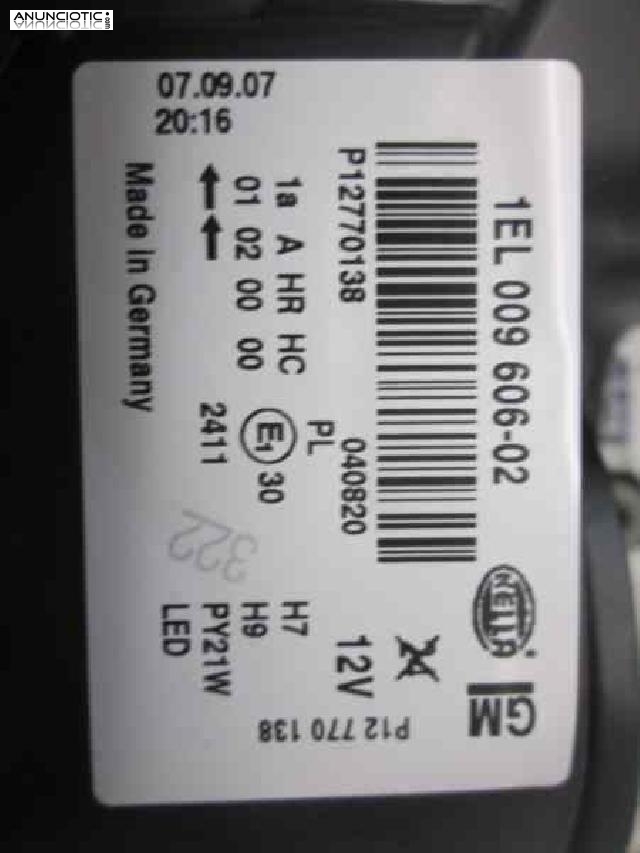 ANUNCIOTIC
.com
07.09.07
20:16
1EL 009 606-02
P12770138
040820
1a A HR HC
PL
01 02 00 00
E1 30
2411
Made in Germany
322
HELLA
GM
12V
H7
H9
PY21W
LED
P12 770 138